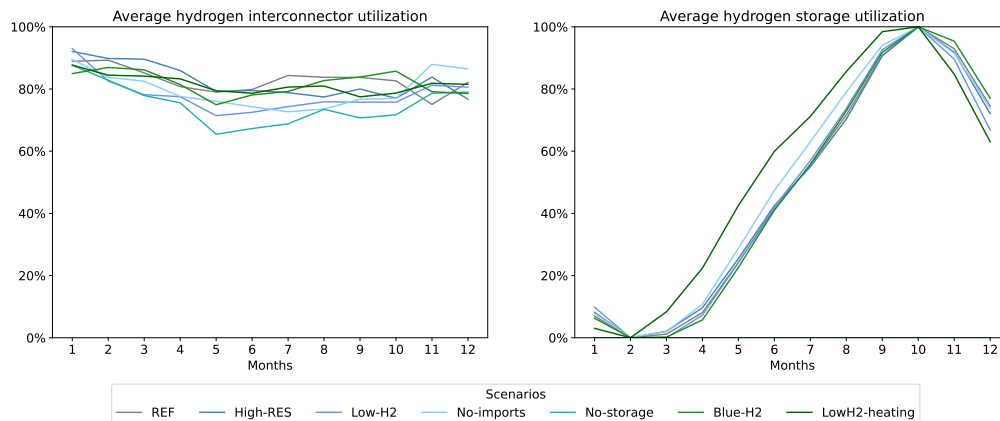 Average hydrogen interconnector utilization
100%
80%
60%
40%
20%
0%
1 2 3 4 5 6 7 8 9 10 11 12
Months
Average hydrogen storage utilization
100%
80%
60%
40%
20%
0%
1 2 3 4 5 6 7 8 9 10 11 12
Months
Scenarios
REF High-RES Low-H2 No-imports No-storage Blue-H2 LowH2-heating